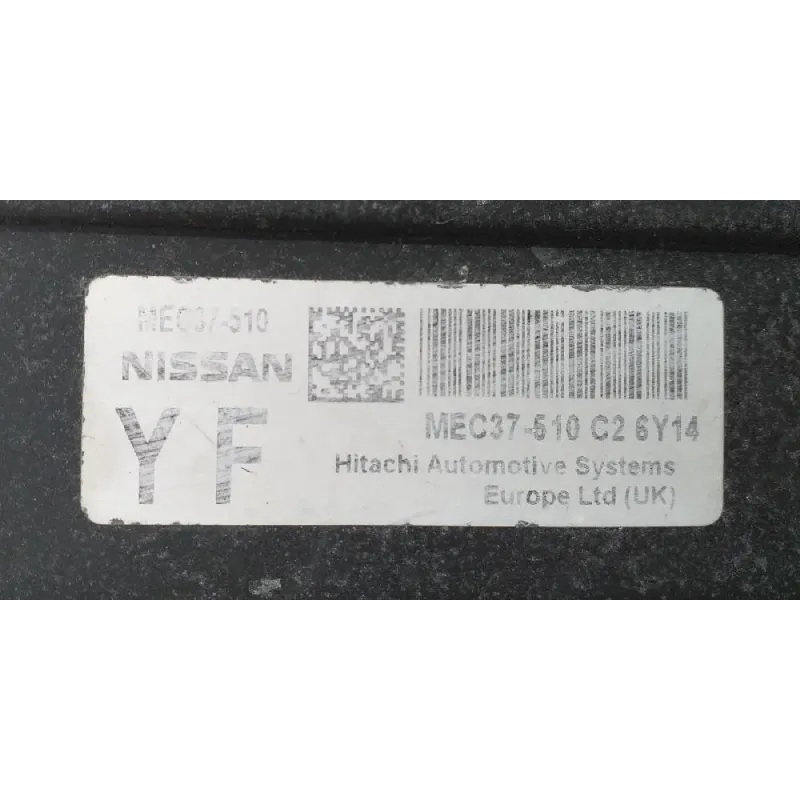 MEC37-510
NISSAN
YF
MEC37-510 C2 6Y14
Hitachi Automotive Systems
Europe Ltd (UK)